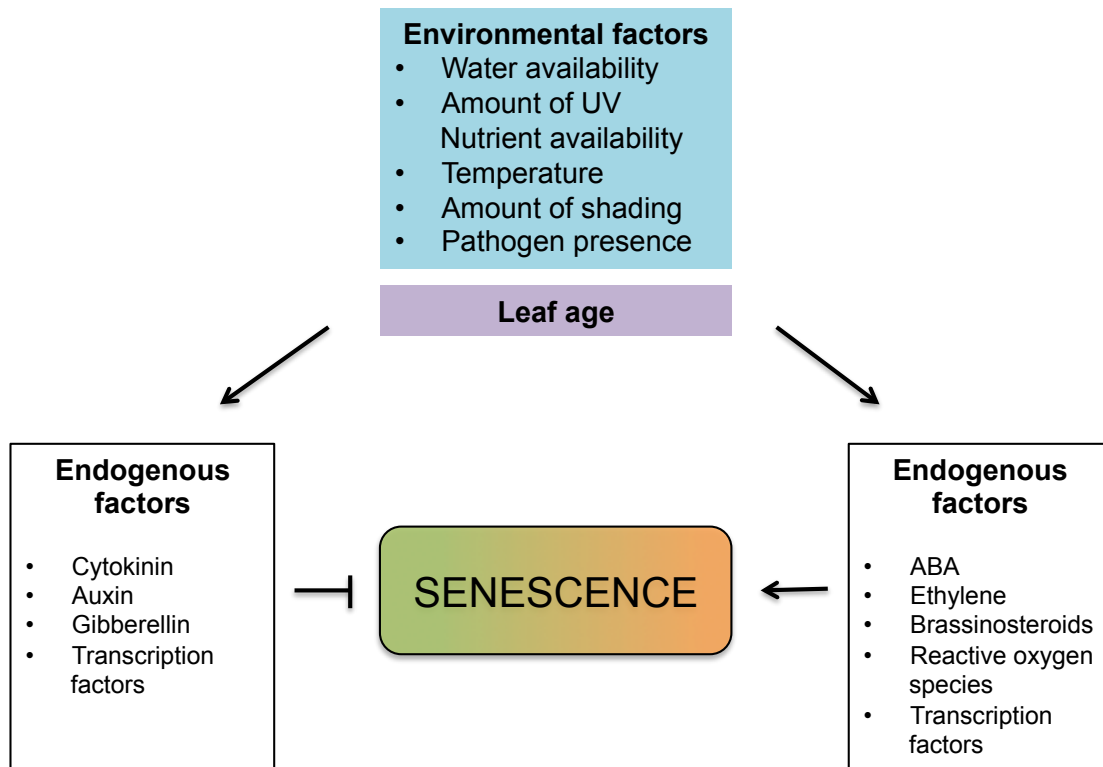 Environmental factors
• Water availability
• Amount of UV
Nutrient availability
• Temperature
• Amount of shading
• Pathogen presence
Leaf age
Endogenous
factors
• Cytokinin
• Auxin
• Gibberellin
• Transcription
factors
SENESCENCE
Endogenous
factors
• ABA
• Ethylene
• Brassinosteroids
• Reactive oxygen
species
• Transcription
factors